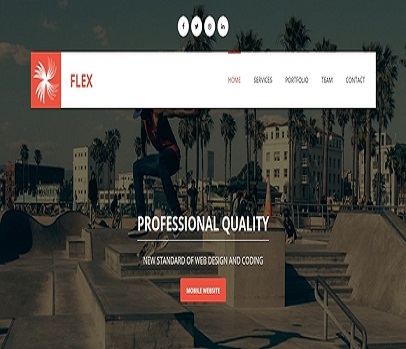 FLEX
HOME SERVICES PORTFOLIO TEAM CONTACT
PROFESSIONAL QUALITY
NEW STANDARD OF WEB DESIGN AND CODING
MOBILE WEBSITE